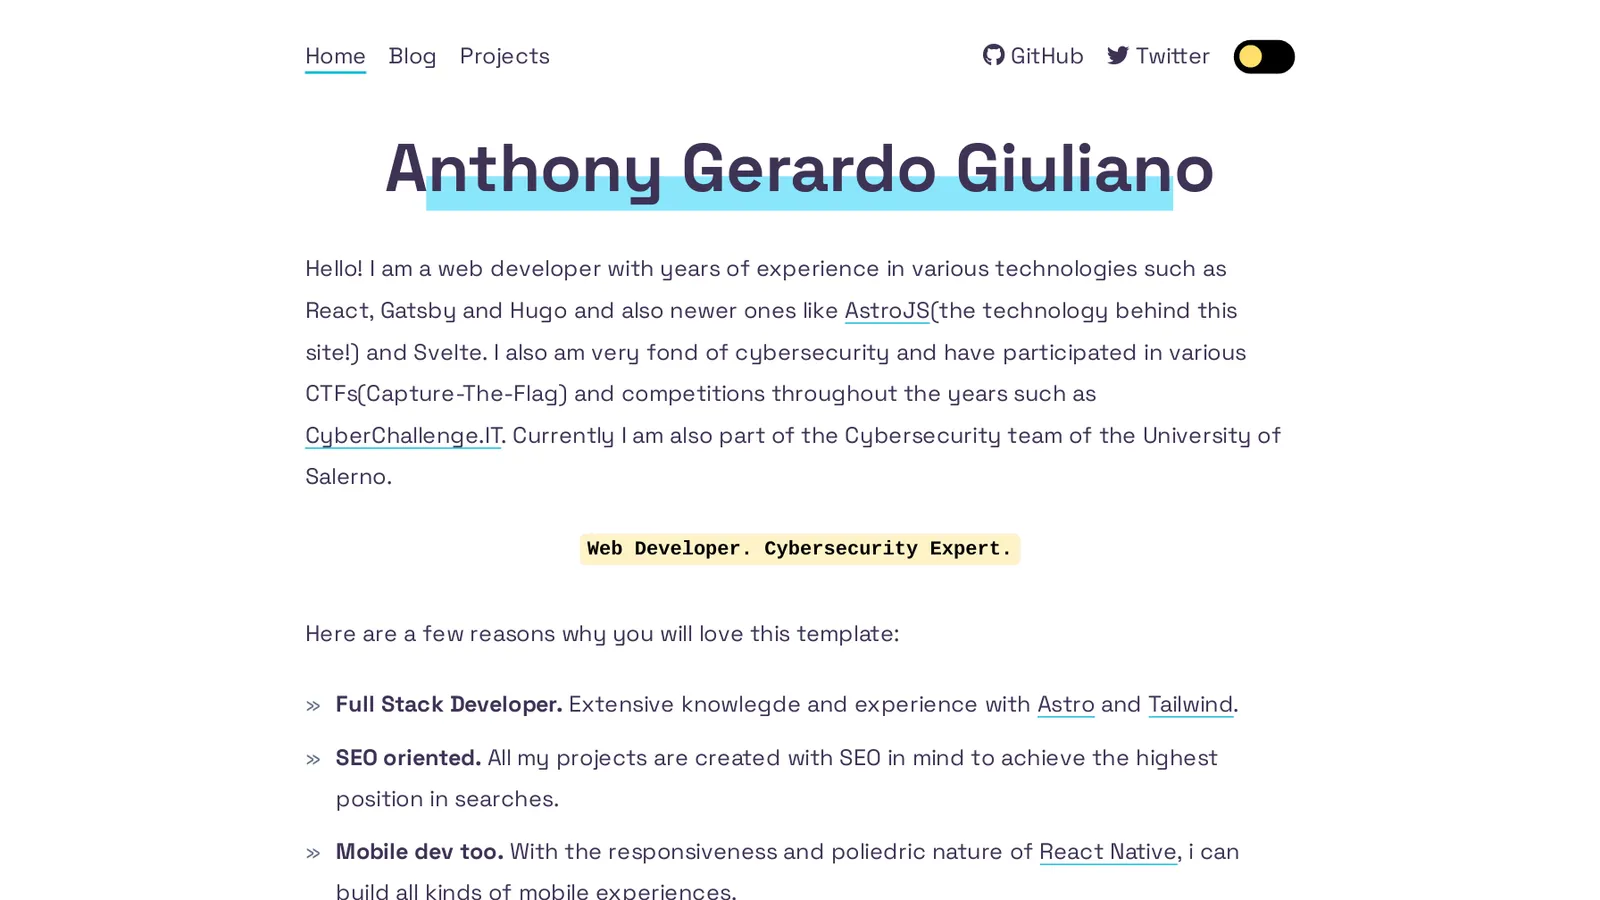 Home Blog Projects GitHub Twitter
Anthony Gerardo Giuliano
Hello! I am a web developer with years of experience in various technologies such as
React, Gatsby and Hugo and also newer ones like AstroJS(the technology behind this
site!) and Svelte. I also am very fond of cybersecurity and have participated in various
CTFs(Capture-The-Flag) and competitions throughout the years such as
CyberChallenge.IT. Currently I am also part of the Cybersecurity team of the University of
Salerno.
Web Developer. Cybersecurity Expert.
Here are a few reasons why you will love this template:
» Full Stack Developer. Extensive knowlegde and experience with Astro and Tailwind.
» SEO oriented. All my projects are created with SEO in mind to achieve the highest
position in searches.
» Mobile dev too. With the responsiveness and poliedric nature of React Native, i can
build all kinds of mobile experiences.